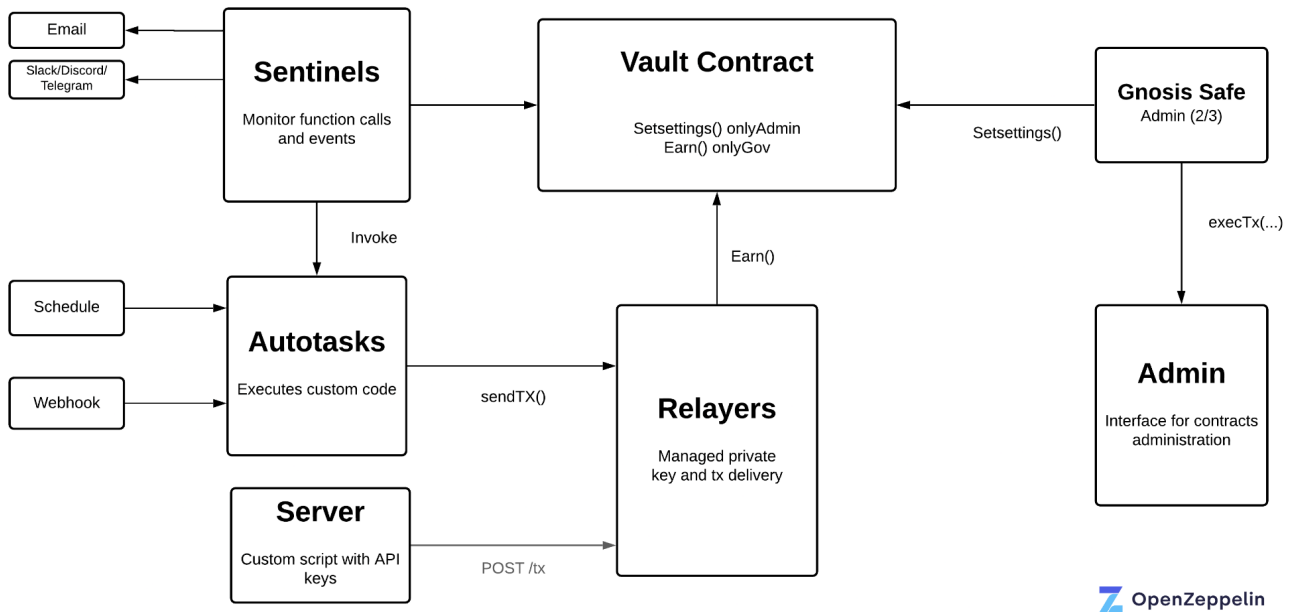 Email
Slack/Discord/
Telegram
Sentinels
Monitor function calls
and events
Vault Contract
Setsettings() onlyAdmin
Earn() onlyGov
Gnosis Safe
Admin (2/3)
Setsettings()
Invoke
Earn()
execTx(...)
Schedule
Webhook
Autotasks
Executes custom code
sendTX()
Relayers
Managed private
key and tx delivery
Admin
Interface for contracts
administration
Server
Custom script with API
keys
POST /tx
OpenZeppelin